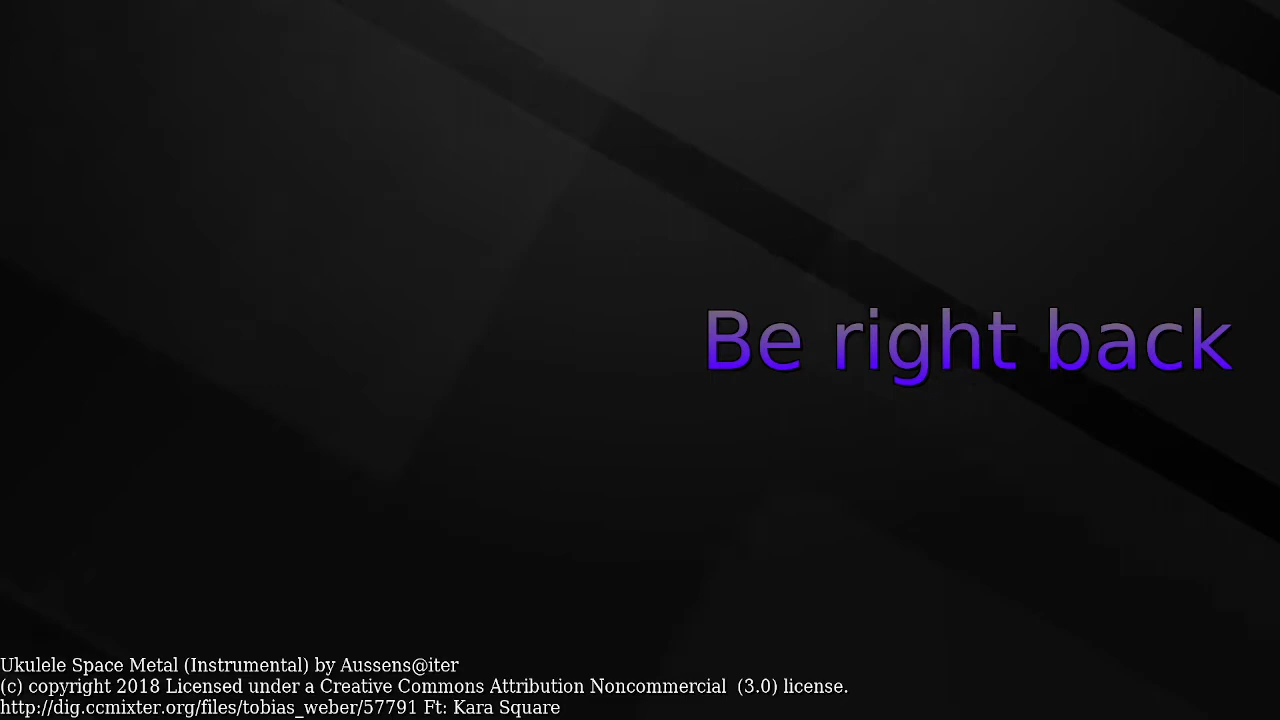 Be right back
Ukulele Space Metal (Instrumental) by Aussens@iter
(c) copyright 2018 Licensed under a Creative Commons Attribution Noncommercial  (3.0) license.
http://dig.ccmixter.org/files/tobias_weber/57791 Ft: Kara Square